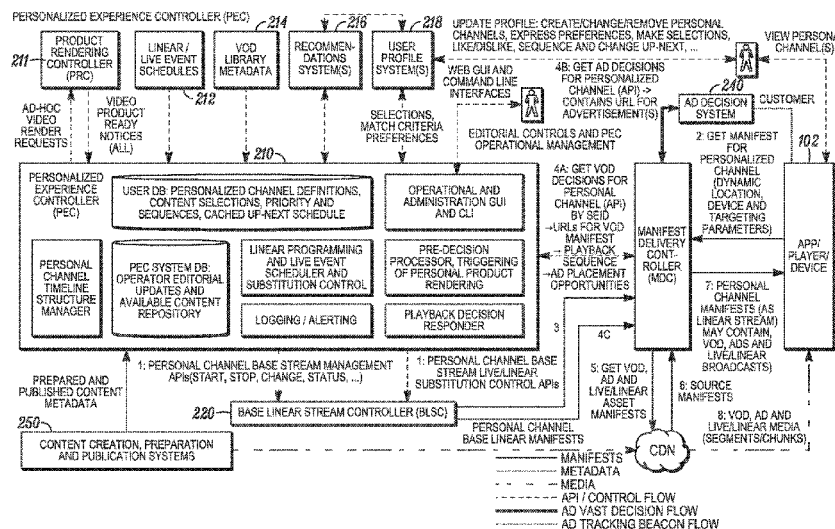 PERSONALIZED EXPERIENCE CONTROLLER (PEC)
211
PRODUCT
RENDERING
CONTROLLER
(PRC)
LINEAR /
LIVE EVENT
SCHEDULES
212
214
VOD
LIBRARY
METADATA
216
RECOMMEN-
DATIONS
SYSTEM(S)
218
USER
PROFILE
SYSTEM(S)
UPDATE PROFILE: CREATE/CHANGE/REMOVE PERSONAL
CHANNELS, EXPRESS PREFERENCES, MAKE SELECTIONS,
LIKE/DISLIKE, SEQUENCE AND CHANGE UP-NEXT, ...
VIEW PERSONAL
CHANNEL(S)
AD-HOC
VIDEO
RENDER
REQUESTS
VIDEO
PRODUCT
READY
NOTICES
(ALL)
WEB GUI AND
COMMAND LINE
INTERFACES
SELECTIONS,
MATCH CRITERIA
PREFERENCES
EDITORIAL CONTROLS AND PEC
OPERATIONAL MANAGEMENT
4B: GET AD DECISIONS
FOR PERSONALIZED
CHANNEL (API) ->
CONTAINS URL FOR
ADVERTISEMENT(S)
240
AD DECISION
SYSTEM
CUSTOMER
210
PERSONALIZED
EXPERIENCE
CONTROLLER
(PEC)
USER DB: PERSONALIZED CHANNEL DEFINITIONS,
CONTENT SELECTIONS, PRIORITY AND
SEQUENCES, CACHED UP-NEXT SCHEDULE
OPERATIONAL AND
ADMINISTRATION GUI
AND CLI
PERSONAL
CHANNEL
TIMELINE
STRUCTURE
MANAGER
PEC SYSTEM DB:
OPERATOR EDITORIAL
UPDATES AND
AVAILABLE CONTENT
REPOSITORY
LINEAR PROGRAMMING
AND LIVE EVENT
SCHEDULER AND
SUBSTITUTION CONTROL
PRE-DECISION
PROCESSOR, TRIGGERING
OF PERSONAL PRODUCT
RENDERING
LOGGING / ALERTING
PLAYBACK DECISION
RESPONDER
4A: GET VOD
DECISIONS FOR
PERSONAL
CHANNEL (API)
BY SEID
→URLs FOR VOD
MANIFEST
PLAYBACK
SEQUENCE
→AD PLACEMENT
OPPORTUNITIES
MANIFEST
DELIVERY
CONT-
ROLLER
(MDC)
2: GET MANIFEST
FOR
PERSONALIZED
CHANNEL
(DYNAMIC
LOCATION,
DEVICE AND
TARGETING
PARAMETERS)
102
APP/
PLAYER/
DEVICE
7: PERSONAL
CHANNEL
MANIFESTS (AS
LINEAR STREAM)
MAY CONTAIN,
VOD, ADS AND
LIVE/LINEAR
BROADCASTS)
3
4C
PREPARED AND
PUBLISHED CONTENT
METADATA
1: PERSONAL CHANNEL BASE
STREAM MANAGEMENT
APIs(START, STOP, CHANGE, STATUS, ...)
1: PERSONAL CHANNEL BASE
STREAM LIVE/LINEAR
SUBSTITUTION CONTROL APIs
220
BASE LINEAR STREAM CONTROLLER (BLSC)
PERSONAL CHANNEL
BASE LINEAR MANIFESTS
5: GET VOD,
AD AND
LIVE/LINEAR
ASSET
MANIFESTS
6: SOURCE
MANIFESTS
8: VOD, AD AND
LIVE/LINEAR MEDIA
(SEGMENTS/CHUNKS)
250
CONTENT CREATION, PREPARATION
AND PUBLICATION SYSTEMS
CDN
MANIFESTS
METADATA
MEDIA
API / CONTROL FLOW
AD VAST DECISION FLOW
AD TRACKING BEACON FLOW